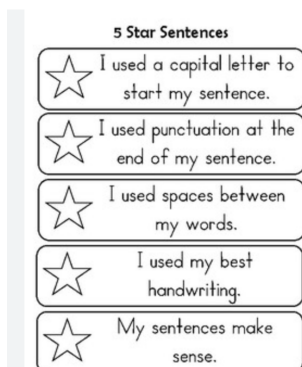 5 Star Sentences
I used a capital letter to
start my sentence.
I used punctuation at the
end of my sentence.
I used spaces between
my words.
I used my best
handwriting.
My sentences make
sense.